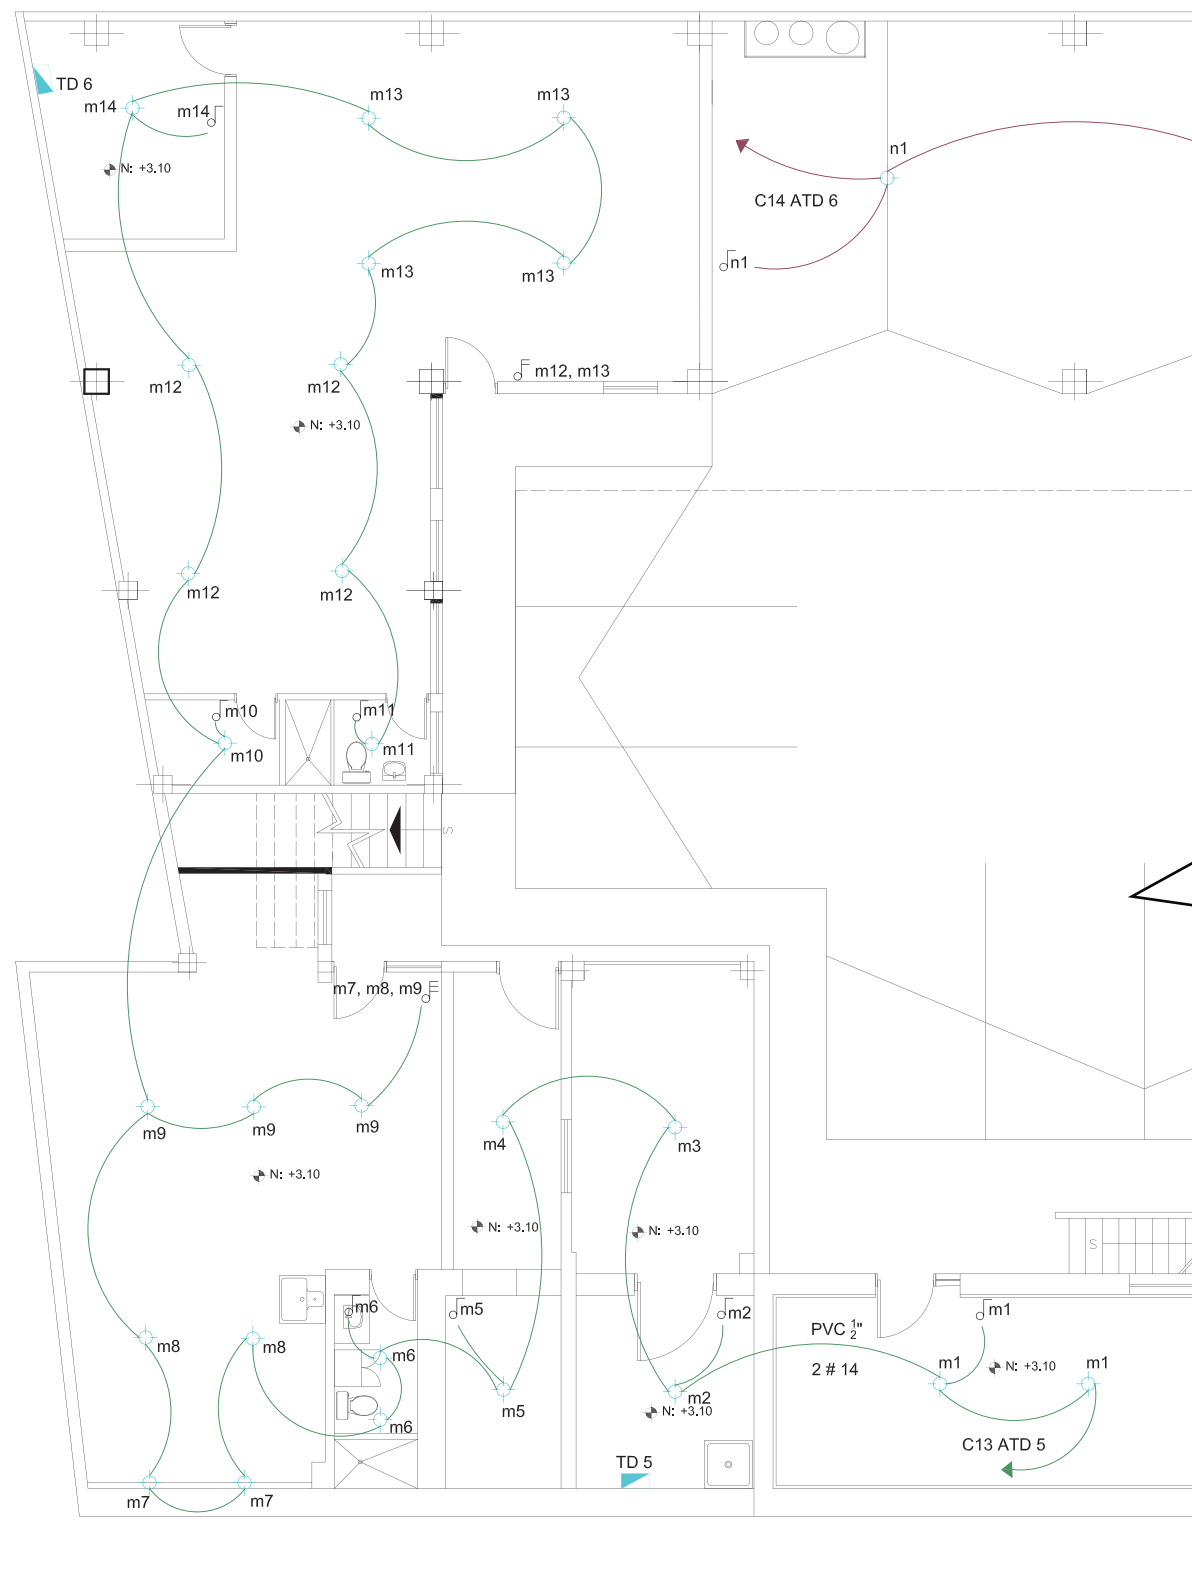 TD 6
m14
m14
m13
m13
N: +3.10
n1
C14 ATD 6
n1
m13
m13
m12
m12
m12, m13
N: +3.10
m12
m12
m10
m11
m10
m11
S
m7, m8, m9
m9
m9
m9
m4
m3
N: +3.10
N: +3.10
N: +3.10
S
m6
m5
m2
m1
PVC 1/2"
m8
m8
m6
2 # 14
m1
N: +3.10
m1
m5
m2
N: +3.10
m6
C13 ATD 5
TD 5
m7
m7